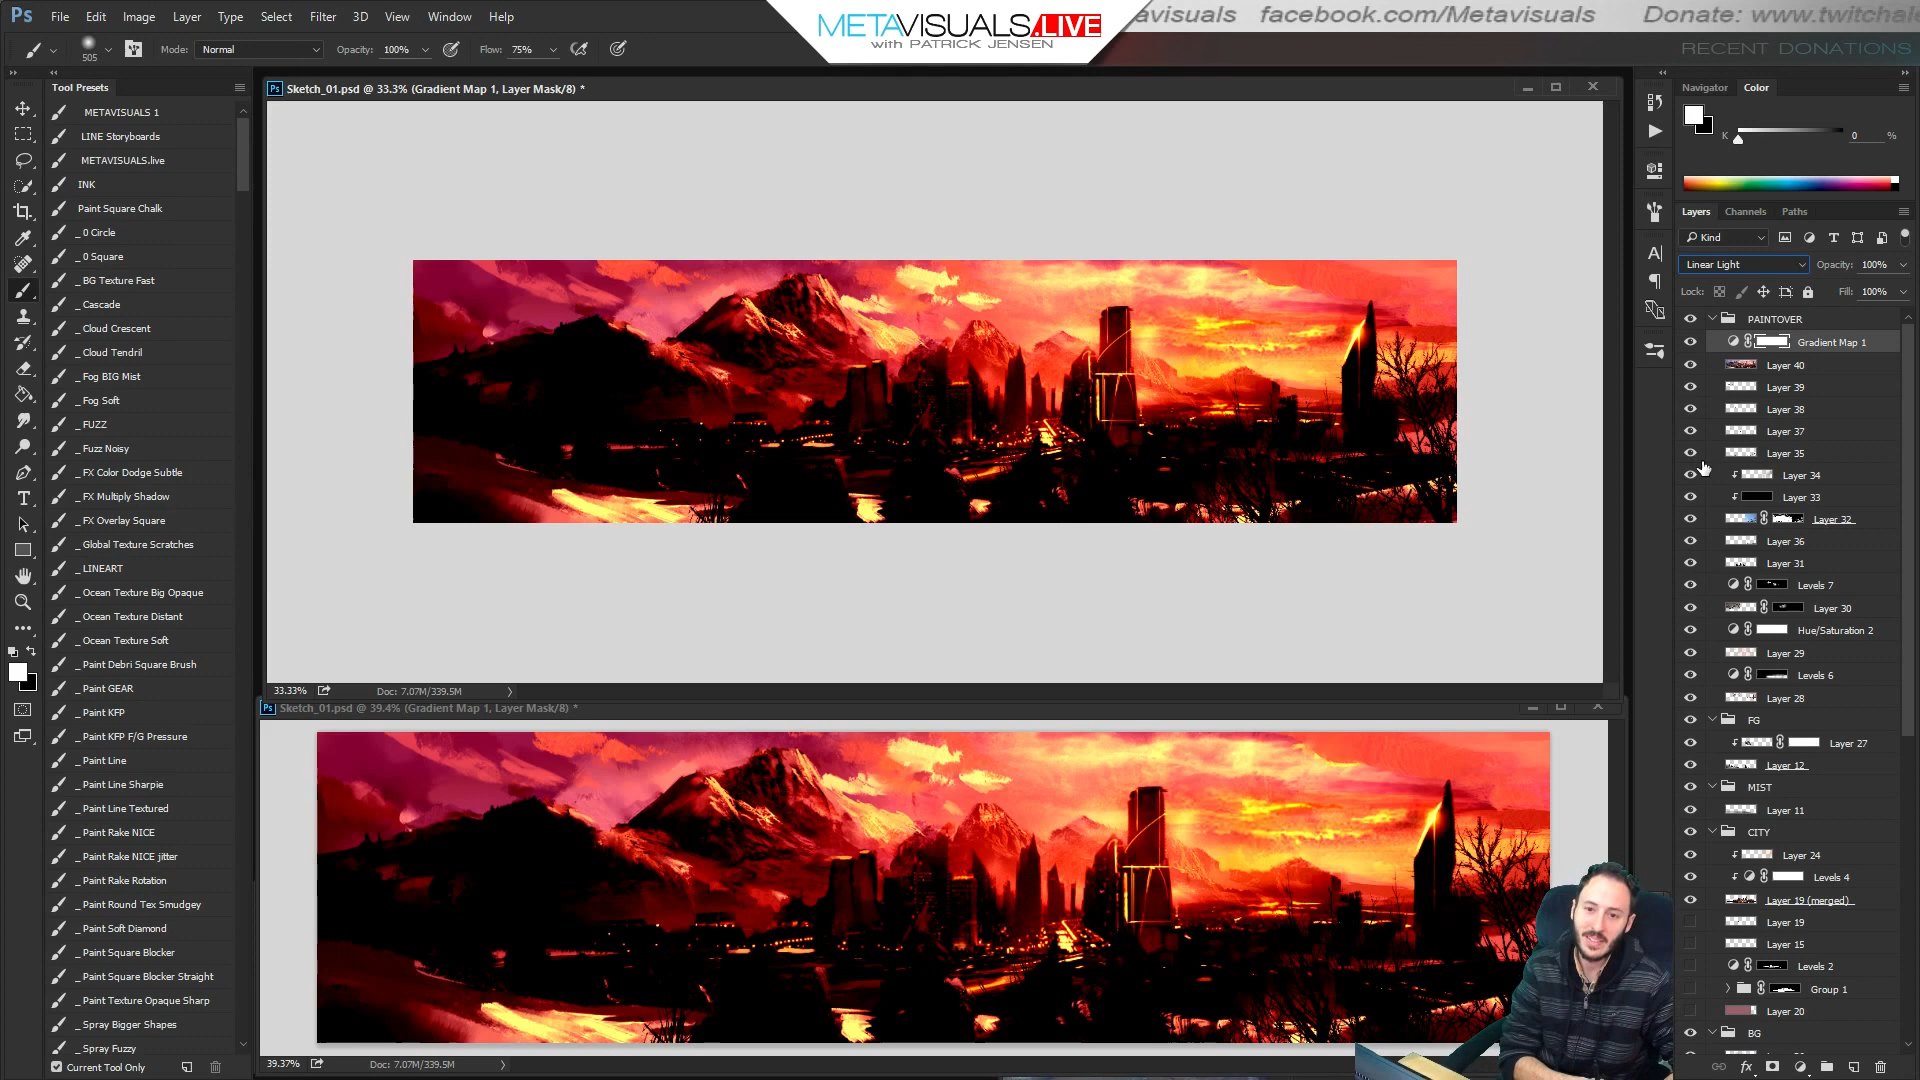 Ps File Edit Image Layer Type Select Filter 3D View Window Help
METAVISUALS.LIVE
with PATRICK JENSEN
avisuals facebook.com/Metavisuals Donate: www.twitchale
RECENT DONATIONS
505 Mode: Normal Opacity: 100% Flow: 75%
Tool Presets
METAVISUALS 1
LINE Storyboards
METAVISUALS.live
INK
Paint Square Chalk
_ 0 Circle
_ 0 Square
_ BG Texture Fast
_ Cascade
_ Cloud Crescent
_ Cloud Tendril
_ Fog BIG Mist
_ Fog Soft
_ FUZZ
_ Fuzz Noisy
_ FX Color Dodge Subtle
_ FX Multiply Shadow
_ FX Overlay Square
_ Global Texture Scratches
_ LINEART
_ Ocean Texture Big Opaque
_ Ocean Texture Distant
_ Ocean Texture Soft
_ Paint Debri Square Brush
_ Paint GEAR
_ Paint KFP
_ Paint KFP F/G Pressure
_ Paint Line
_ Paint Line Sharpie
_ Paint Line Textured
_ Paint Rake NICE
_ Paint Rake NICE jitter
_ Paint Rake Rotation
_ Paint Round Tex Smudgey
_ Paint Soft Diamond
_ Paint Square Blocker
_ Paint Square Blocker Straight
_ Paint Texture Opaque Sharp
_ Spray Bigger Shapes
_ Spray Fuzzy
Current Tool Only
Ps Sketch_01.psd @ 33.3% (Gradient Map 1, Layer Mask/8) *
33.33% Doc: 7.07M/339.5M
Ps Sketch_01.psd @ 39.4% (Gradient Map 1, Layer Mask/8) *
39.37% Doc: 7.07M/339.5M
Navigator Color
K 0 %
Layers Channels Paths
Kind
Linear Light Opacity: 100%
Lock: Fill: 100%
PAINTOVER
Gradient Map 1
Layer 40
Layer 39
Layer 38
Layer 37
Layer 35
Layer 34
Layer 33
Layer 32
Layer 36
Layer 31
Levels 7
Layer 30
Hue/Saturation 2
Layer 29
Levels 6
Layer 28
FG
Layer 27
Layer 12
MIST
Layer 11
CITY
Layer 24
Levels 4
Layer 19 (merged)
Layer 19
Layer 15
Levels 2
Group 1
Layer 20
BG
fx